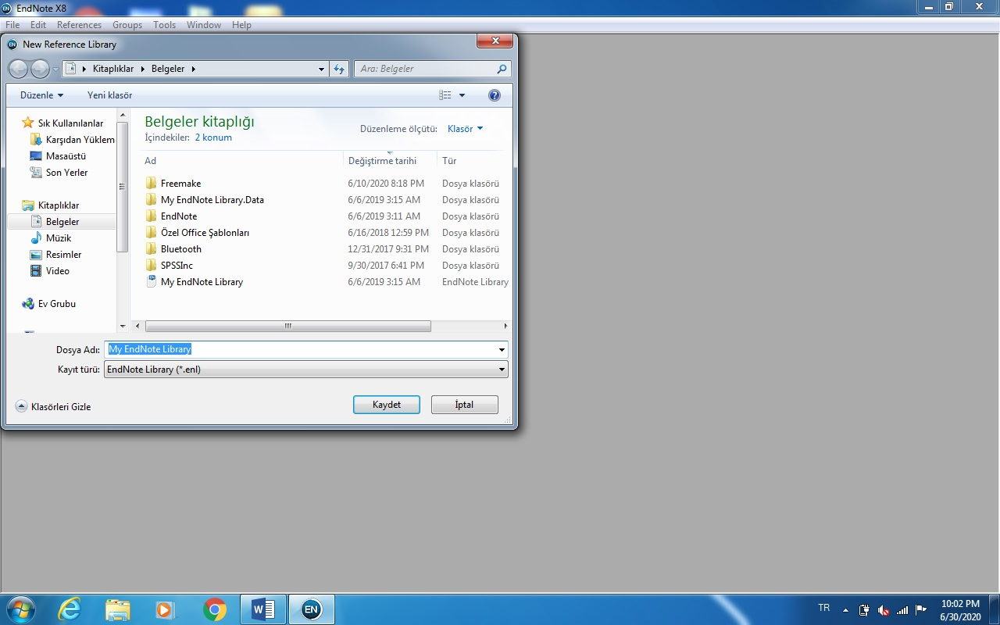 EndNote X8
File Edit References Groups Tools Window Help
New Reference Library
Kitaplıklar Belgeler
Ara: Belgeler
Düzenle Yeni klasör
Sık Kullanılanlar
Karşıdan Yüklem
Masaüstü
Son Yerler
Kitaplıklar
Belgeler
Müzik
Resimler
Video
Ev Grubu
Belgeler kitaplığı
İçindekiler: 2 konum
Düzenleme ölçütü: Klasör
Ad Değiştirme tarihi Tür
Freemake 6/10/2020 8:18 PM Dosya klasörü
My EndNote Library.Data 6/6/2019 3:15 AM Dosya klasörü
EndNote 6/6/2019 3:11 AM Dosya klasörü
Özel Office Şablonları 6/16/2018 12:59 PM Dosya klasörü
Bluetooth 12/31/2017 9:31 PM Dosya klasörü
SPSSInc 9/30/2017 6:41 PM Dosya klasörü
My EndNote Library 6/6/2019 3:15 AM EndNote Library
Dosya Adı: My EndNote Library
Kayıt türü: EndNote Library (*.enl)
Klasörleri Gizle
Kaydet İptal
W EN
TR
10:02 PM
6/30/2020